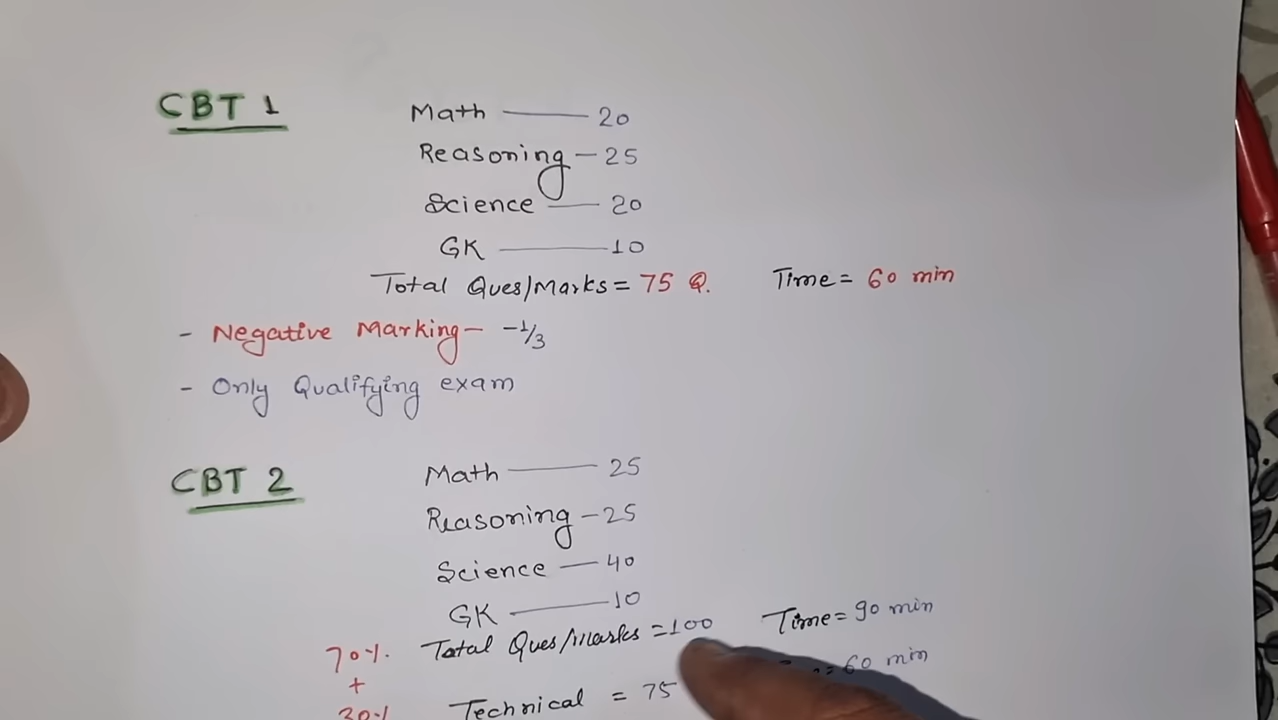 CBT 1
Math — 20
Reasoning — 25
Science — 20
GK — 10
Total Ques/Marks = 75 Q. Time = 60 min
- Negative Marking - -1/3
- Only Qualifying exam
CBT 2
Math — 25
Reasoning — 25
Science — 40
GK — 10
70% Total Ques/Marks = 100 Time = 90 min
+ = 60 min
30% Technical = 75